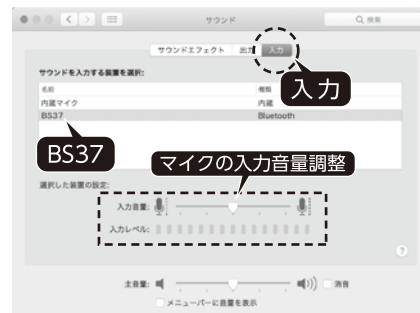 サウンド
検索
サウンドエフェクト 出力 入力
入力
サウンドを入力する装置を選択:
名前 種類
内蔵マイク 内蔵
BS37 Bluetooth
BS37
マイクの入力音量調整
選択した装置の設定:
入力音量:
入力レベル:
?
主音量: 消音
メニューバーに音量を表示